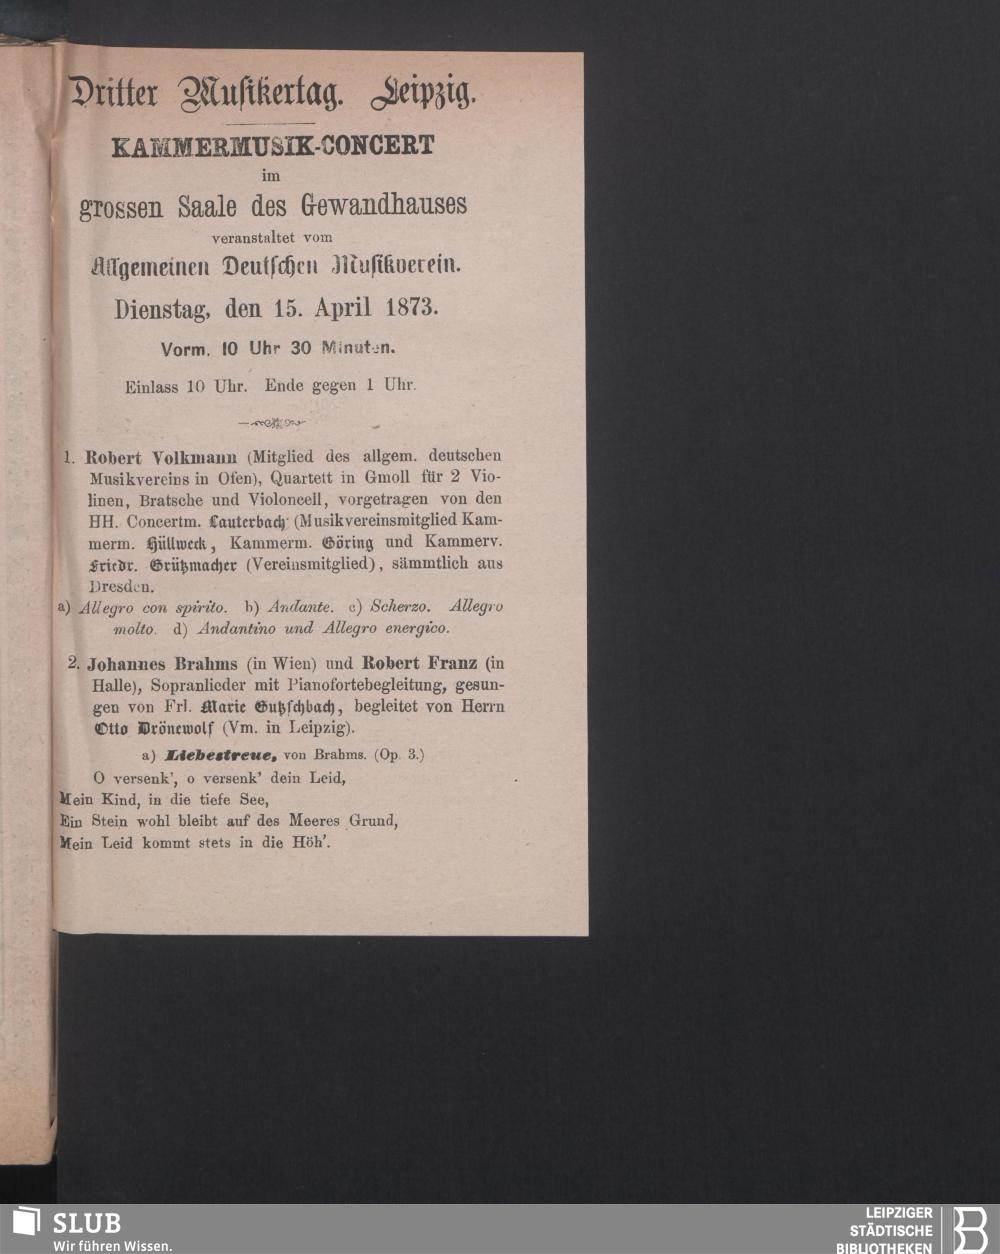 Dritter Musikertag. Leipzig.
KAMMERMUSIK-CONCERT
im
grossen Saale des Gewandhauses
veranstaltet vom
Allgemeinen Deutschen Musikverein.
Dienstag, den 15. April 1873.
Vorm. 10 Uhr 30 Minuten.
Einlass 10 Uhr. Ende gegen 1 Uhr.
1. Robert Volkmann (Mitglied des allgem. deutschen
Musikvereins in Ofen), Quartett in Gmoll für 2 Vio-
linen, Bratsche und Violoncell, vorgetragen von den
HH. Concertm. Lauterbach (Musikvereinsmitglied Kam-
merm. Hüllweck, Kammerm. Göring und Kammerv.
Friedr. Grützmacher (Vereinsmitglied), sämmtlich aus
Dresden.
a) Allegro con spirito. b) Andante. c) Scherzo. Allegro
molto. d) Andantino und Allegro energico.
2. Johannes Brahms (in Wien) und Robert Franz (in
Halle), Sopranlieder mit Pianofortebegleitung, gesun-
gen von Frl. Marie Gutzschbach, begleitet von Herrn
Otto Drönewolf (Vm. in Leipzig).
a) Liebestreue, von Brahms. (Op. 3.)
O versenk', o versenk' dein Leid,
Mein Kind, in die tiefe See,
Ein Stein wohl bleibt auf des Meeres Grund,
Mein Leid kommt stets in die Höh'.
SLUB
Wir führen Wissen.
LEIPZIGER
STÄDTISCHE
BIBLIOTHEKEN